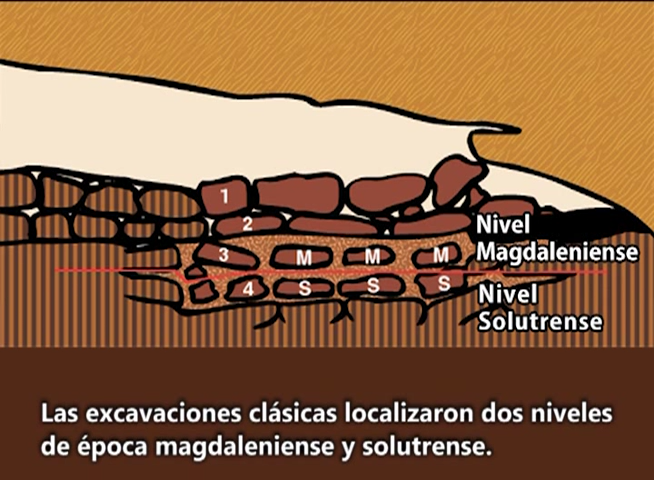 1
2
Nivel
Magdaleniense
3 M M M
4 S S S
Nivel
Solutrense
Las excavaciones clásicas localizaron dos niveles
de época magdaleniense y solutrense.